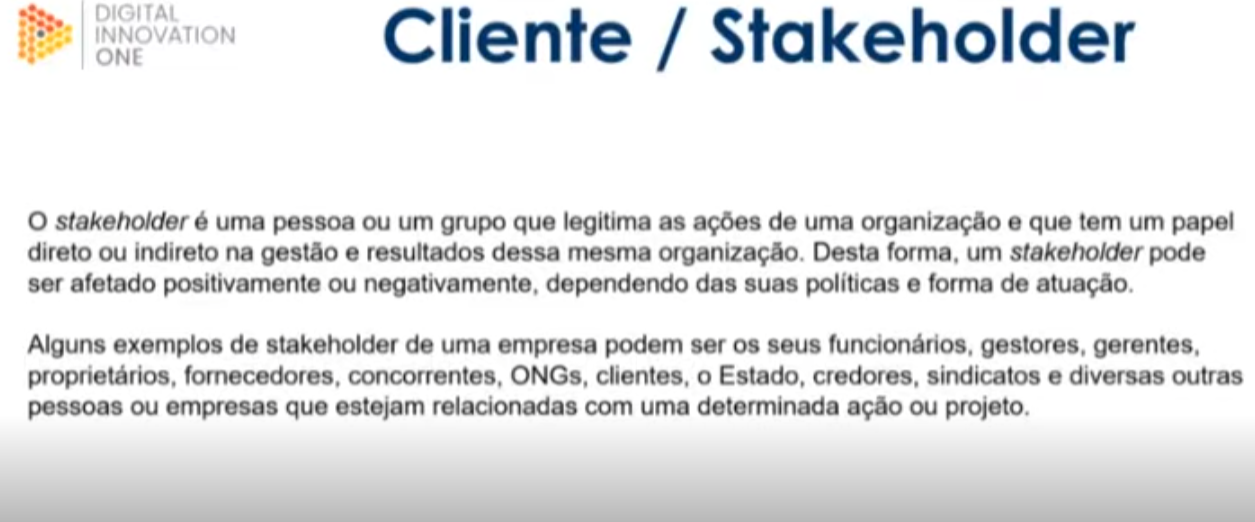 DIGITAL
INNOVATION
ONE
Cliente / Stakeholder
O stakeholder é uma pessoa ou um grupo que legitima as ações de uma organização e que tem um papel
direto ou indireto na gestão e resultados dessa mesma organização. Desta forma, um stakeholder pode
ser afetado positivamente ou negativamente, dependendo das suas políticas e forma de atuação.
Alguns exemplos de stakeholder de uma empresa podem ser os seus funcionários, gestores, gerentes,
proprietários, fornecedores, concorrentes, ONGs, clientes, o Estado, credores, sindicatos e diversas outras
pessoas ou empresas que estejam relacionadas com uma determinada ação ou projeto.